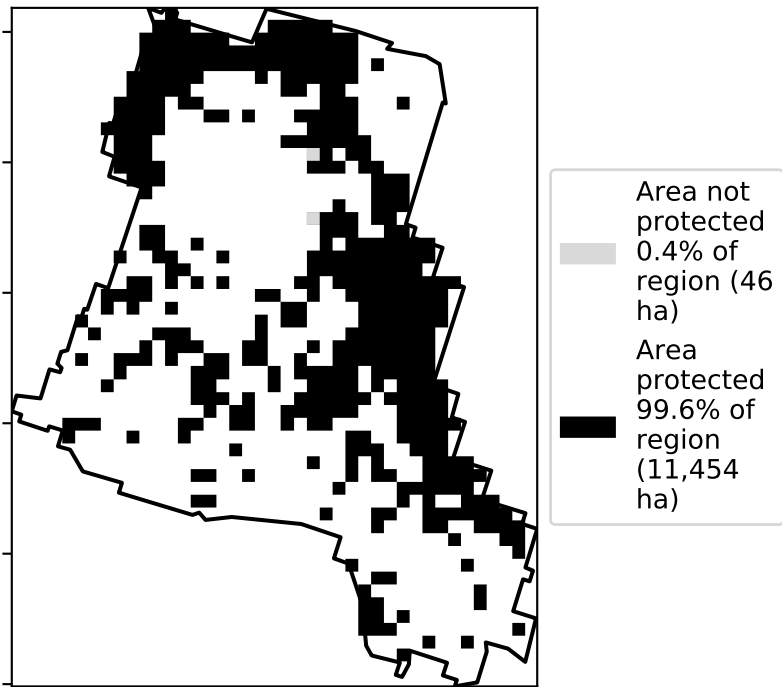 Area not
protected
0.4% of
region (46
ha)
Area
protected
99.6% of
region
(11,454
ha)